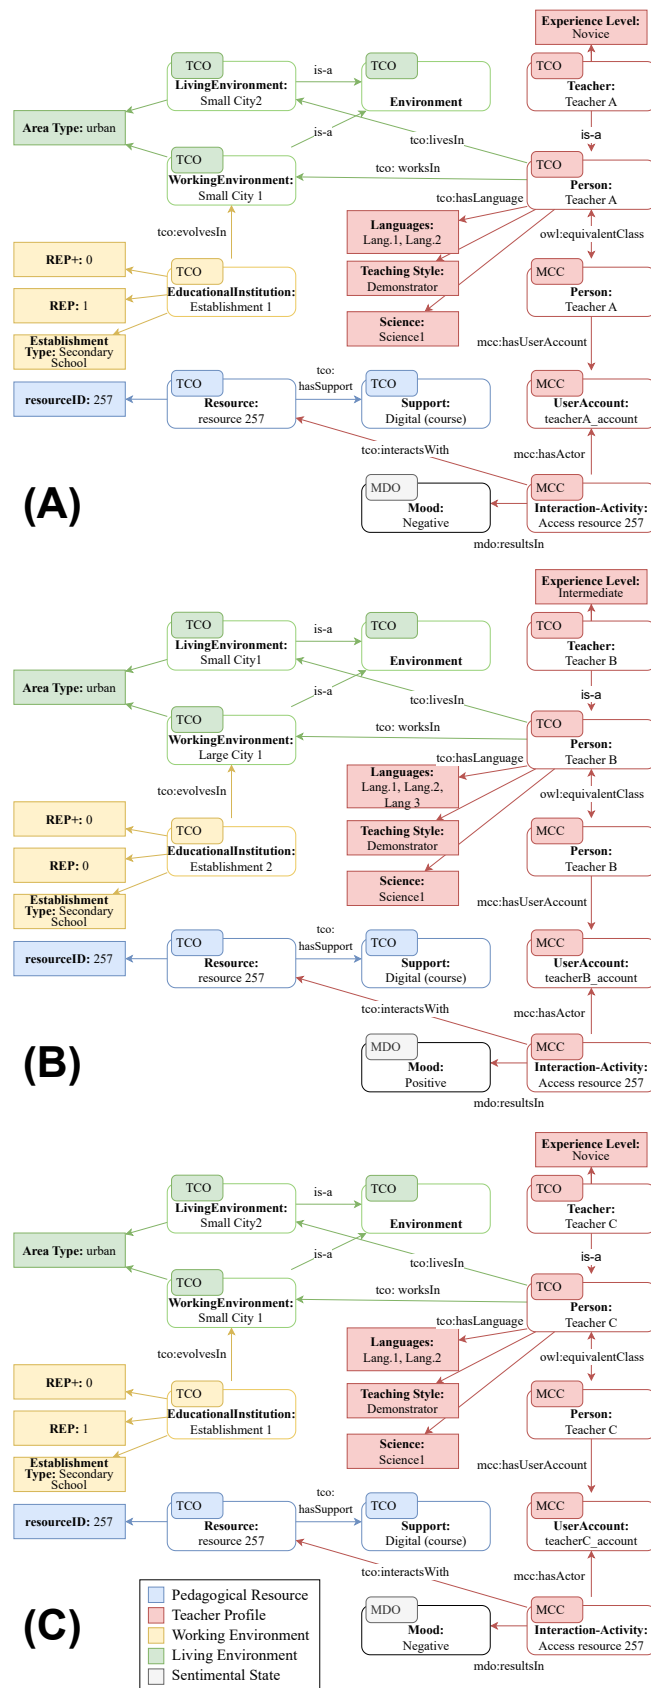 Experience Level:
Novice
TCO
LivingEnvironment:
Small City2
is-a
TCO
Environment
TCO
Teacher:
Teacher A
Area Type: urban
is-a
is-a
tco:livesIn
TCO
WorkingEnvironment:
Small City 1
tco: worksIn
TCO
Person:
Teacher A
tco:hasLanguage
tco:evolvesIn
Languages:
Lang.1, Lang.2
owl:equivalentClass
REP+: 0
TCO
EducationalInstitution:
Establishment 1
Teaching Style:
Demonstrator
MCC
Person:
Teacher A
REP: 1
Science:
Science1
Establishment
Type: Secondary
School
mcc:hasUserAccount
resourceID: 257
TCO
Resource:
resource 257
tco:
hasSupport
TCO
Support:
Digital (course)
MCC
UserAccount:
teacherA_account
tco:interactsWith
mcc:hasActor
(A)
MDO
Mood:
Negative
MCC
Interaction-Activity:
Access resource 257
mdo:resultsIn
Experience Level:
Intermediate
TCO
LivingEnvironment:
Small City1
is-a
TCO
Environment
TCO
Teacher:
Teacher B
Area Type: urban
is-a
is-a
tco:livesIn
TCO
WorkingEnvironment:
Large City 1
tco: worksIn
TCO
Person:
Teacher B
tco:hasLanguage
tco:evolvesIn
Languages:
Lang.1, Lang.2,
Lang 3
owl:equivalentClass
REP+: 0
TCO
EducationalInstitution:
Establishment 2
Teaching Style:
Demonstrator
MCC
Person:
Teacher B
REP: 0
Science:
Science1
Establishment
Type: Secondary
School
mcc:hasUserAccount
resourceID: 257
TCO
Resource:
resource 257
tco:
hasSupport
TCO
Support:
Digital (course)
MCC
UserAccount:
teacherB_account
tco:interactsWith
mcc:hasActor
(B)
MDO
Mood:
Positive
MCC
Interaction-Activity:
Access resource 257
mdo:resultsIn
Experience Level:
Novice
TCO
LivingEnvironment:
Small City2
is-a
TCO
Environment
TCO
Teacher:
Teacher C
Area Type: urban
is-a
is-a
tco:livesIn
TCO
WorkingEnvironment:
Small City 1
tco: worksIn
TCO
Person:
Teacher C
tco:hasLanguage
tco:evolvesIn
Languages:
Lang.1, Lang.2
owl:equivalentClass
REP+: 0
TCO
EducationalInstitution:
Establishment 1
Teaching Style:
Demonstrator
MCC
Person:
Teacher C
REP: 1
Science:
Science1
Establishment
Type: Secondary
School
mcc:hasUserAccount
resourceID: 257
TCO
Resource:
resource 257
tco:
hasSupport
TCO
Support:
Digital (course)
MCC
UserAccount:
teacherC_account
tco:interactsWith
mcc:hasActor
(C)
Pedagogical Resource
Teacher Profile
Working Environment
Living Environment
Sentimental State
MDO
Mood:
Negative
MCC
Interaction-Activity:
Access resource 257
mdo:resultsIn